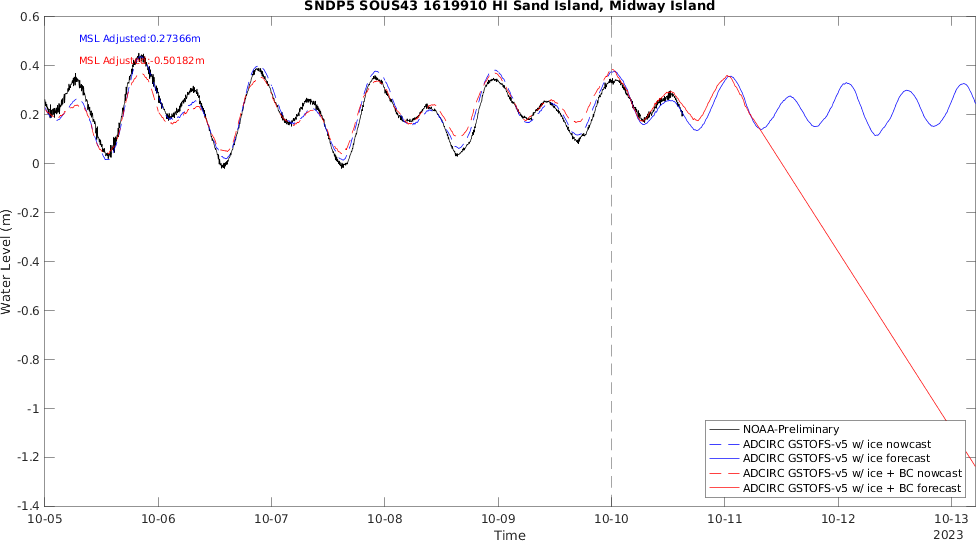 SNDP5 SOUS43 1619910 HI Sand Island, Midway Island
MSL Adjusted:0.27366m
MSL Adjusted:-0.50182m
0.6
0.4
0.2
0
-0.2
-0.4
-0.6
-0.8
-1
-1.2
-1.4
Water Level (m)
NOAA-Preliminary
ADCIRC GSTOFS-v5 w/ ice nowcast
ADCIRC GSTOFS-v5 w/ ice forecast
ADCIRC GSTOFS-v5 w/ ice + BC nowcast
ADCIRC GSTOFS-v5 w/ ice + BC forecast
10-05 10-06 10-07 10-08 10-09 10-10 10-11 10-12 10-13
2023
Time